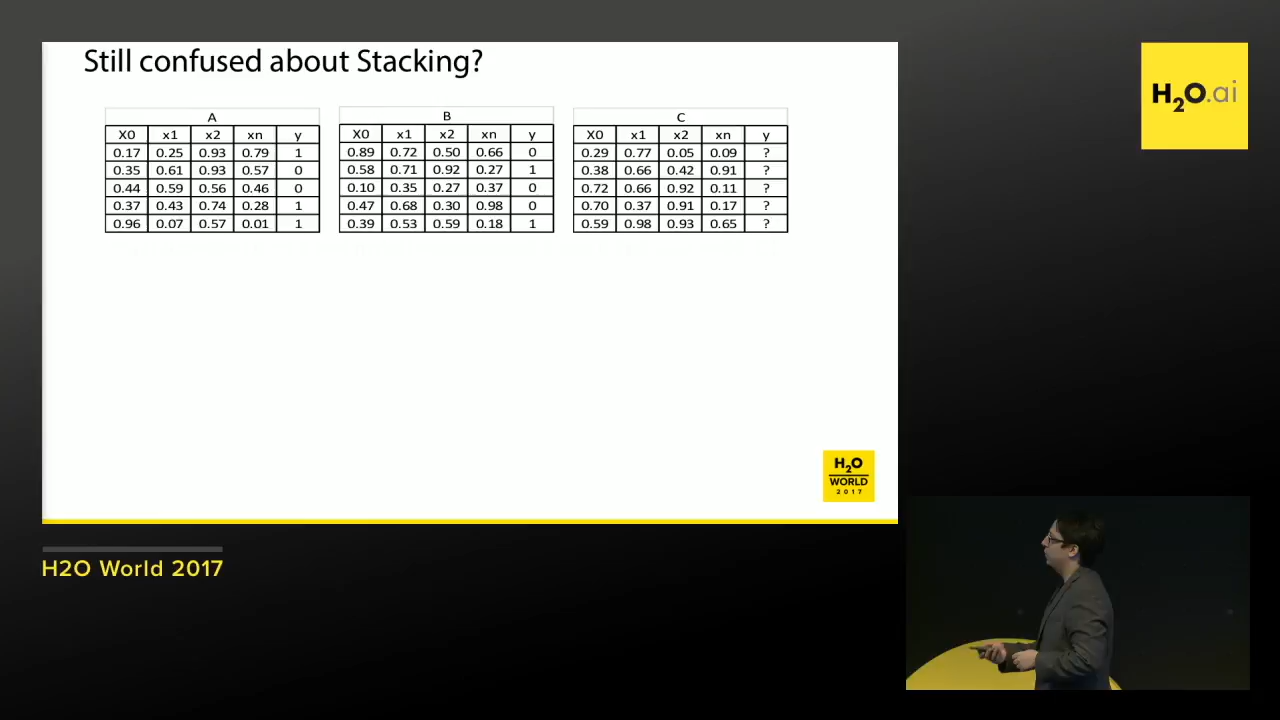 Still confused about Stacking?
H2O.ai
A
X0 x1 x2 xn y
0.17 0.25 0.93 0.79 1
0.35 0.61 0.93 0.57 0
0.44 0.59 0.56 0.46 0
0.37 0.43 0.74 0.28 1
0.96 0.07 0.57 0.01 1
B
X0 x1 x2 xn y
0.89 0.72 0.50 0.66 0
0.58 0.71 0.92 0.27 1
0.10 0.35 0.27 0.37 0
0.47 0.68 0.30 0.98 0
0.39 0.53 0.59 0.18 1
C
X0 x1 x2 xn y
0.29 0.77 0.05 0.09 ?
0.38 0.66 0.42 0.91 ?
0.72 0.66 0.92 0.11 ?
0.70 0.37 0.91 0.17 ?
0.59 0.98 0.93 0.65 ?
H2O
WORLD
2017
H2O World 2017